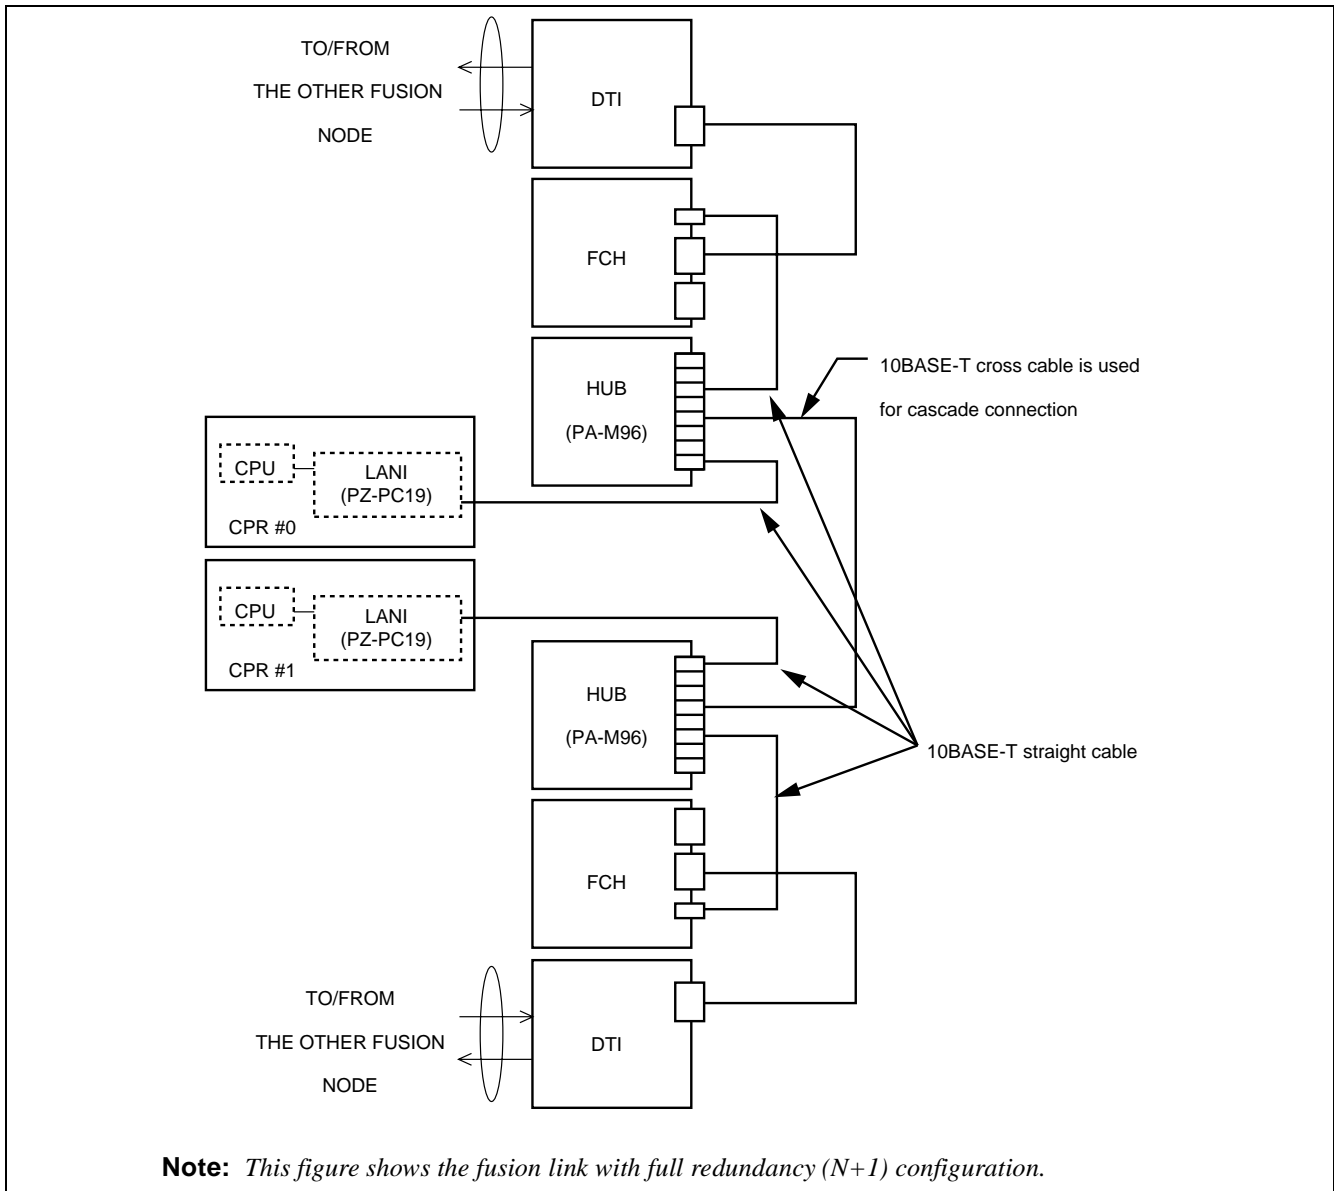 TO/FROM
THE OTHER FUSION
NODE
DTI
FCH
HUB
(PA-M96)
10BASE-T cross cable is used
for cascade connection
CPU
LANI
(PZ-PC19)
CPR #0
CPU
LANI
(PZ-PC19)
CPR #1
HUB
(PA-M96)
10BASE-T straight cable
FCH
TO/FROM
THE OTHER FUSION
NODE
DTI
Note: This figure shows the fusion link with full redundancy (N+1) configuration.